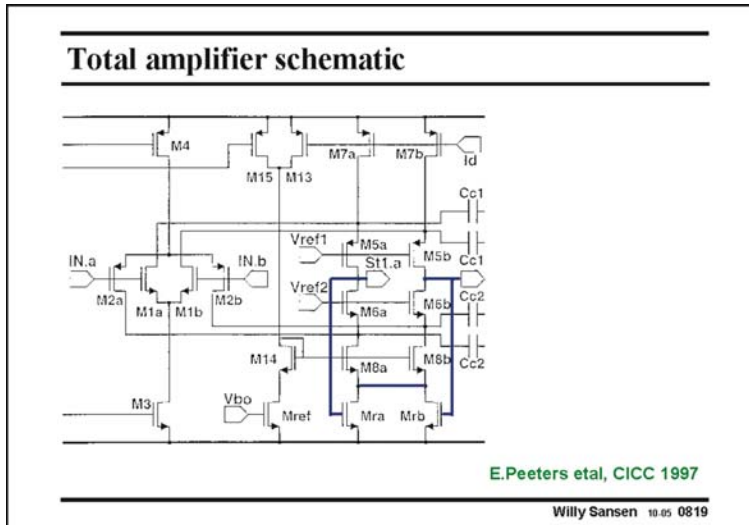 Total amplifier schematic
M4
M15
M13
M7a
M7b
Id
Cc1
Vref1
M5a
M5b
IN.a
IN.b
St1.a
Cc1
M2a
M1a
M1b
M2b
Vref2
M6a
M6b
Cc2
M14
M8a
M8b
Cc2
M3
Vbo
Mref
Mra
Mrb
E.Peeters etal, CICC 1997
Willy Sansen 10-05 0819